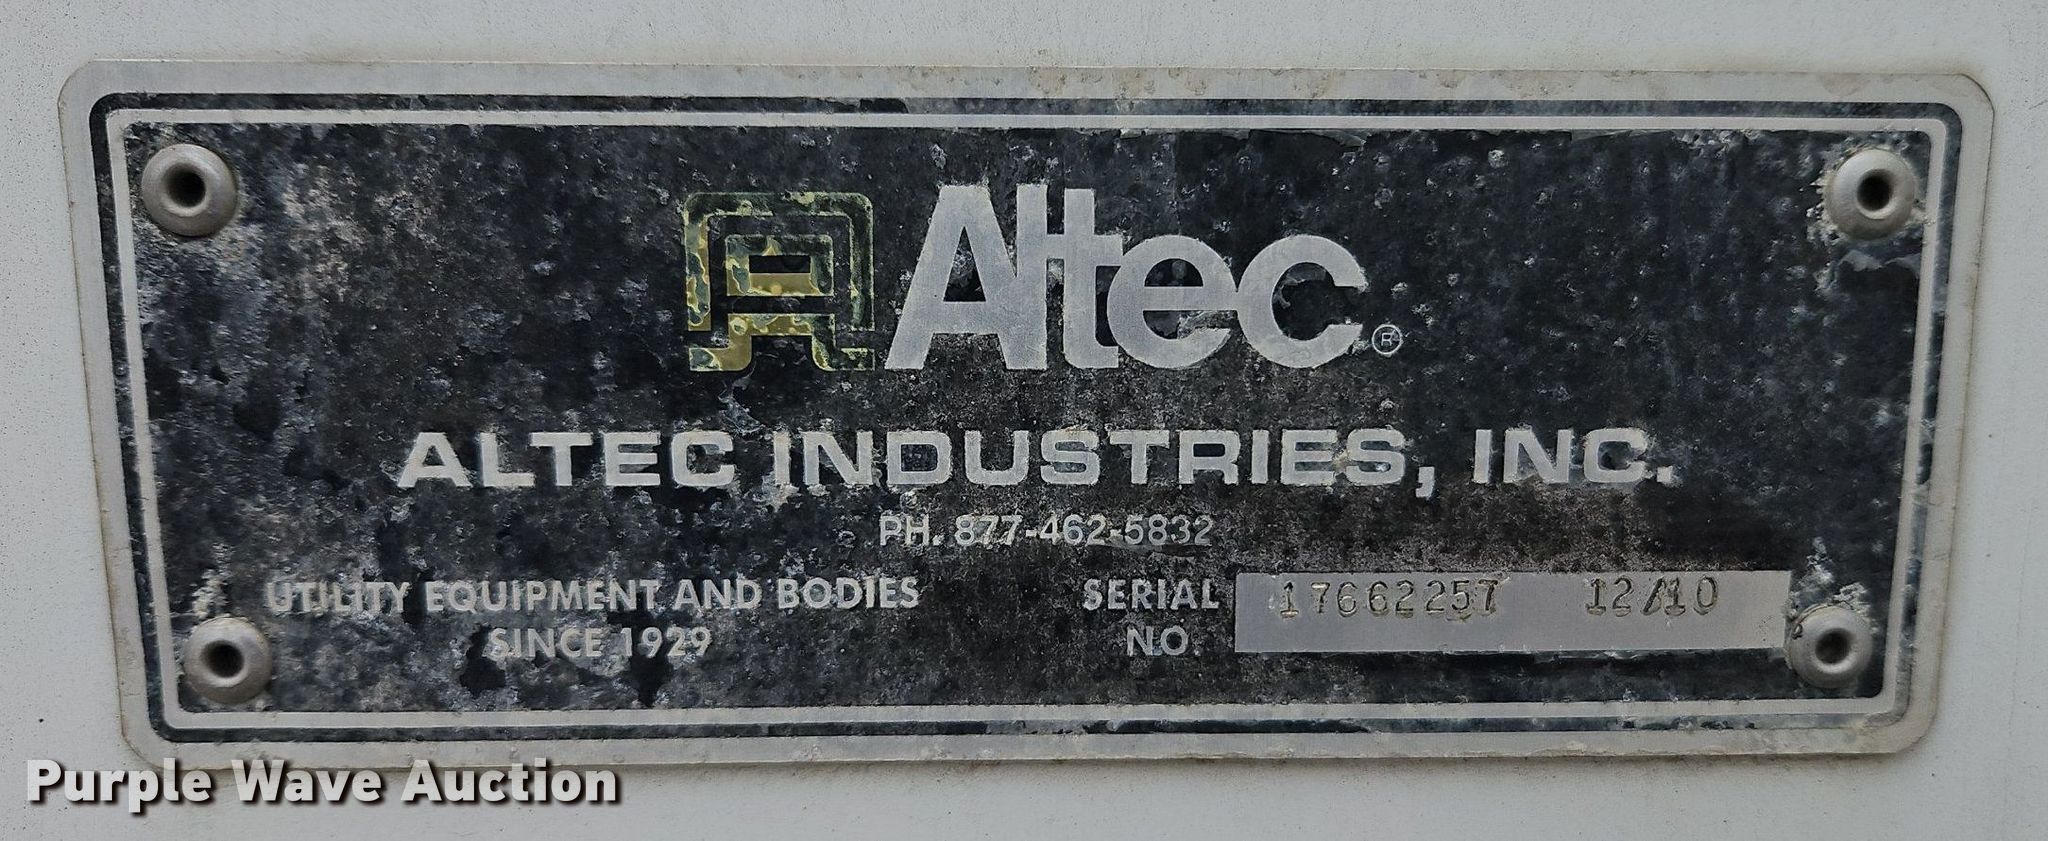 Altec®
ALTEC INDUSTRIES, INC.
PH. 877-462-5832
UTILITY EQUIPMENT AND BODIES
SINCE 1929
SERIAL NO. 17662257 12/10
Purple Wave Auction